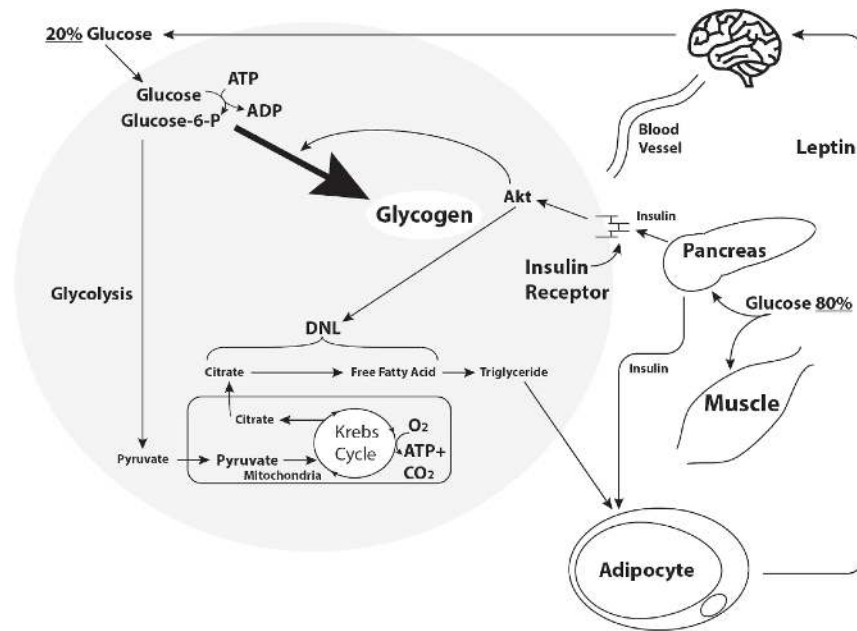 20% Glucose
Glucose
ATP
ADP
Glucose-6-P
Glycogen
Akt
Blood
Vessel
Leptin
Insulin
Pancreas
Insulin
Receptor
Glucose 80%
Glycolysis
DNL
Citrate
Free Fatty Acid
Triglyceride
Insulin
Muscle
Citrate
Krebs
Cycle
O2
ATP+
CO2
Pyruvate
Pyruvate
Mitochondria
Adipocyte